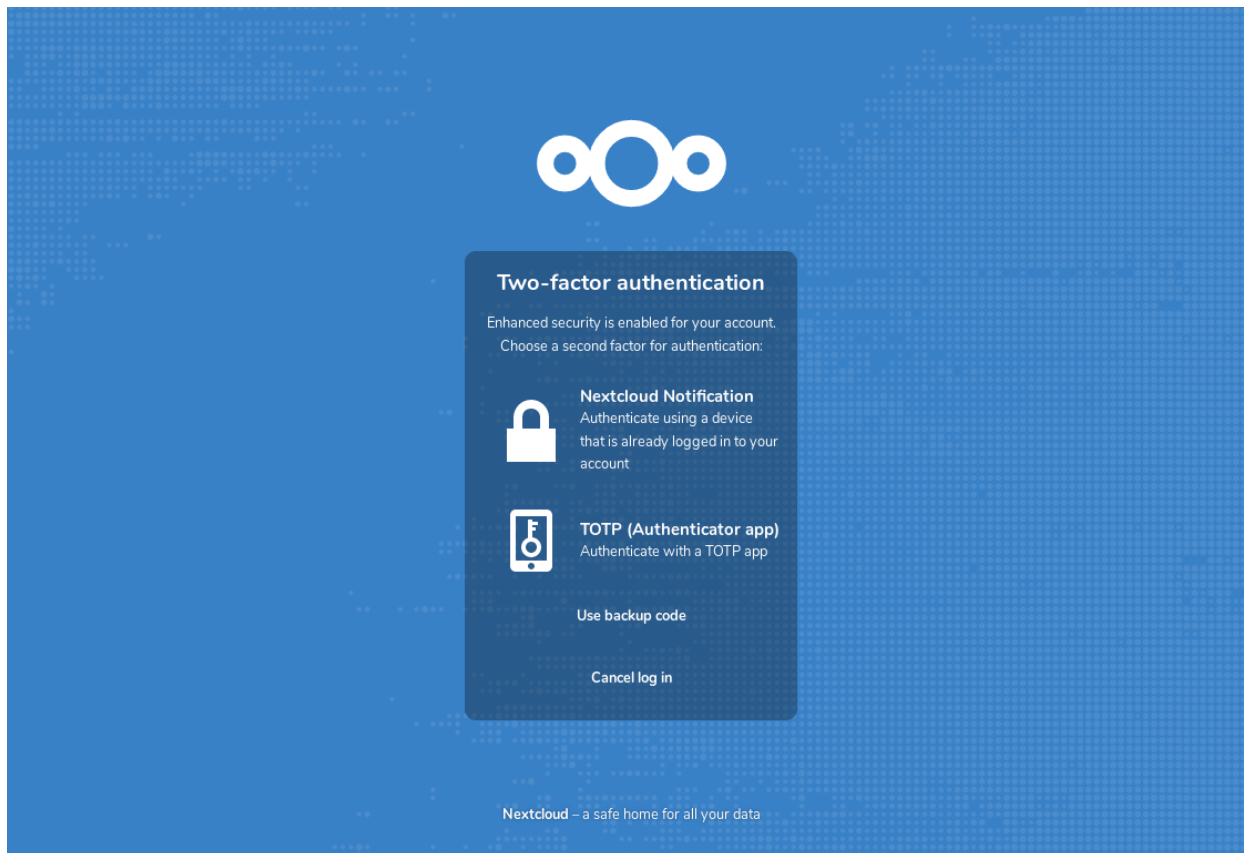 Two-factor authentication
Enhanced security is enabled for your account.
Choose a second factor for authentication:
Nextcloud Notification
Authenticate using a device
that is already logged in to your
account
TOTP (Authenticator app)
Authenticate with a TOTP app
Use backup code
Cancel log in
Nextcloud – a safe home for all your data